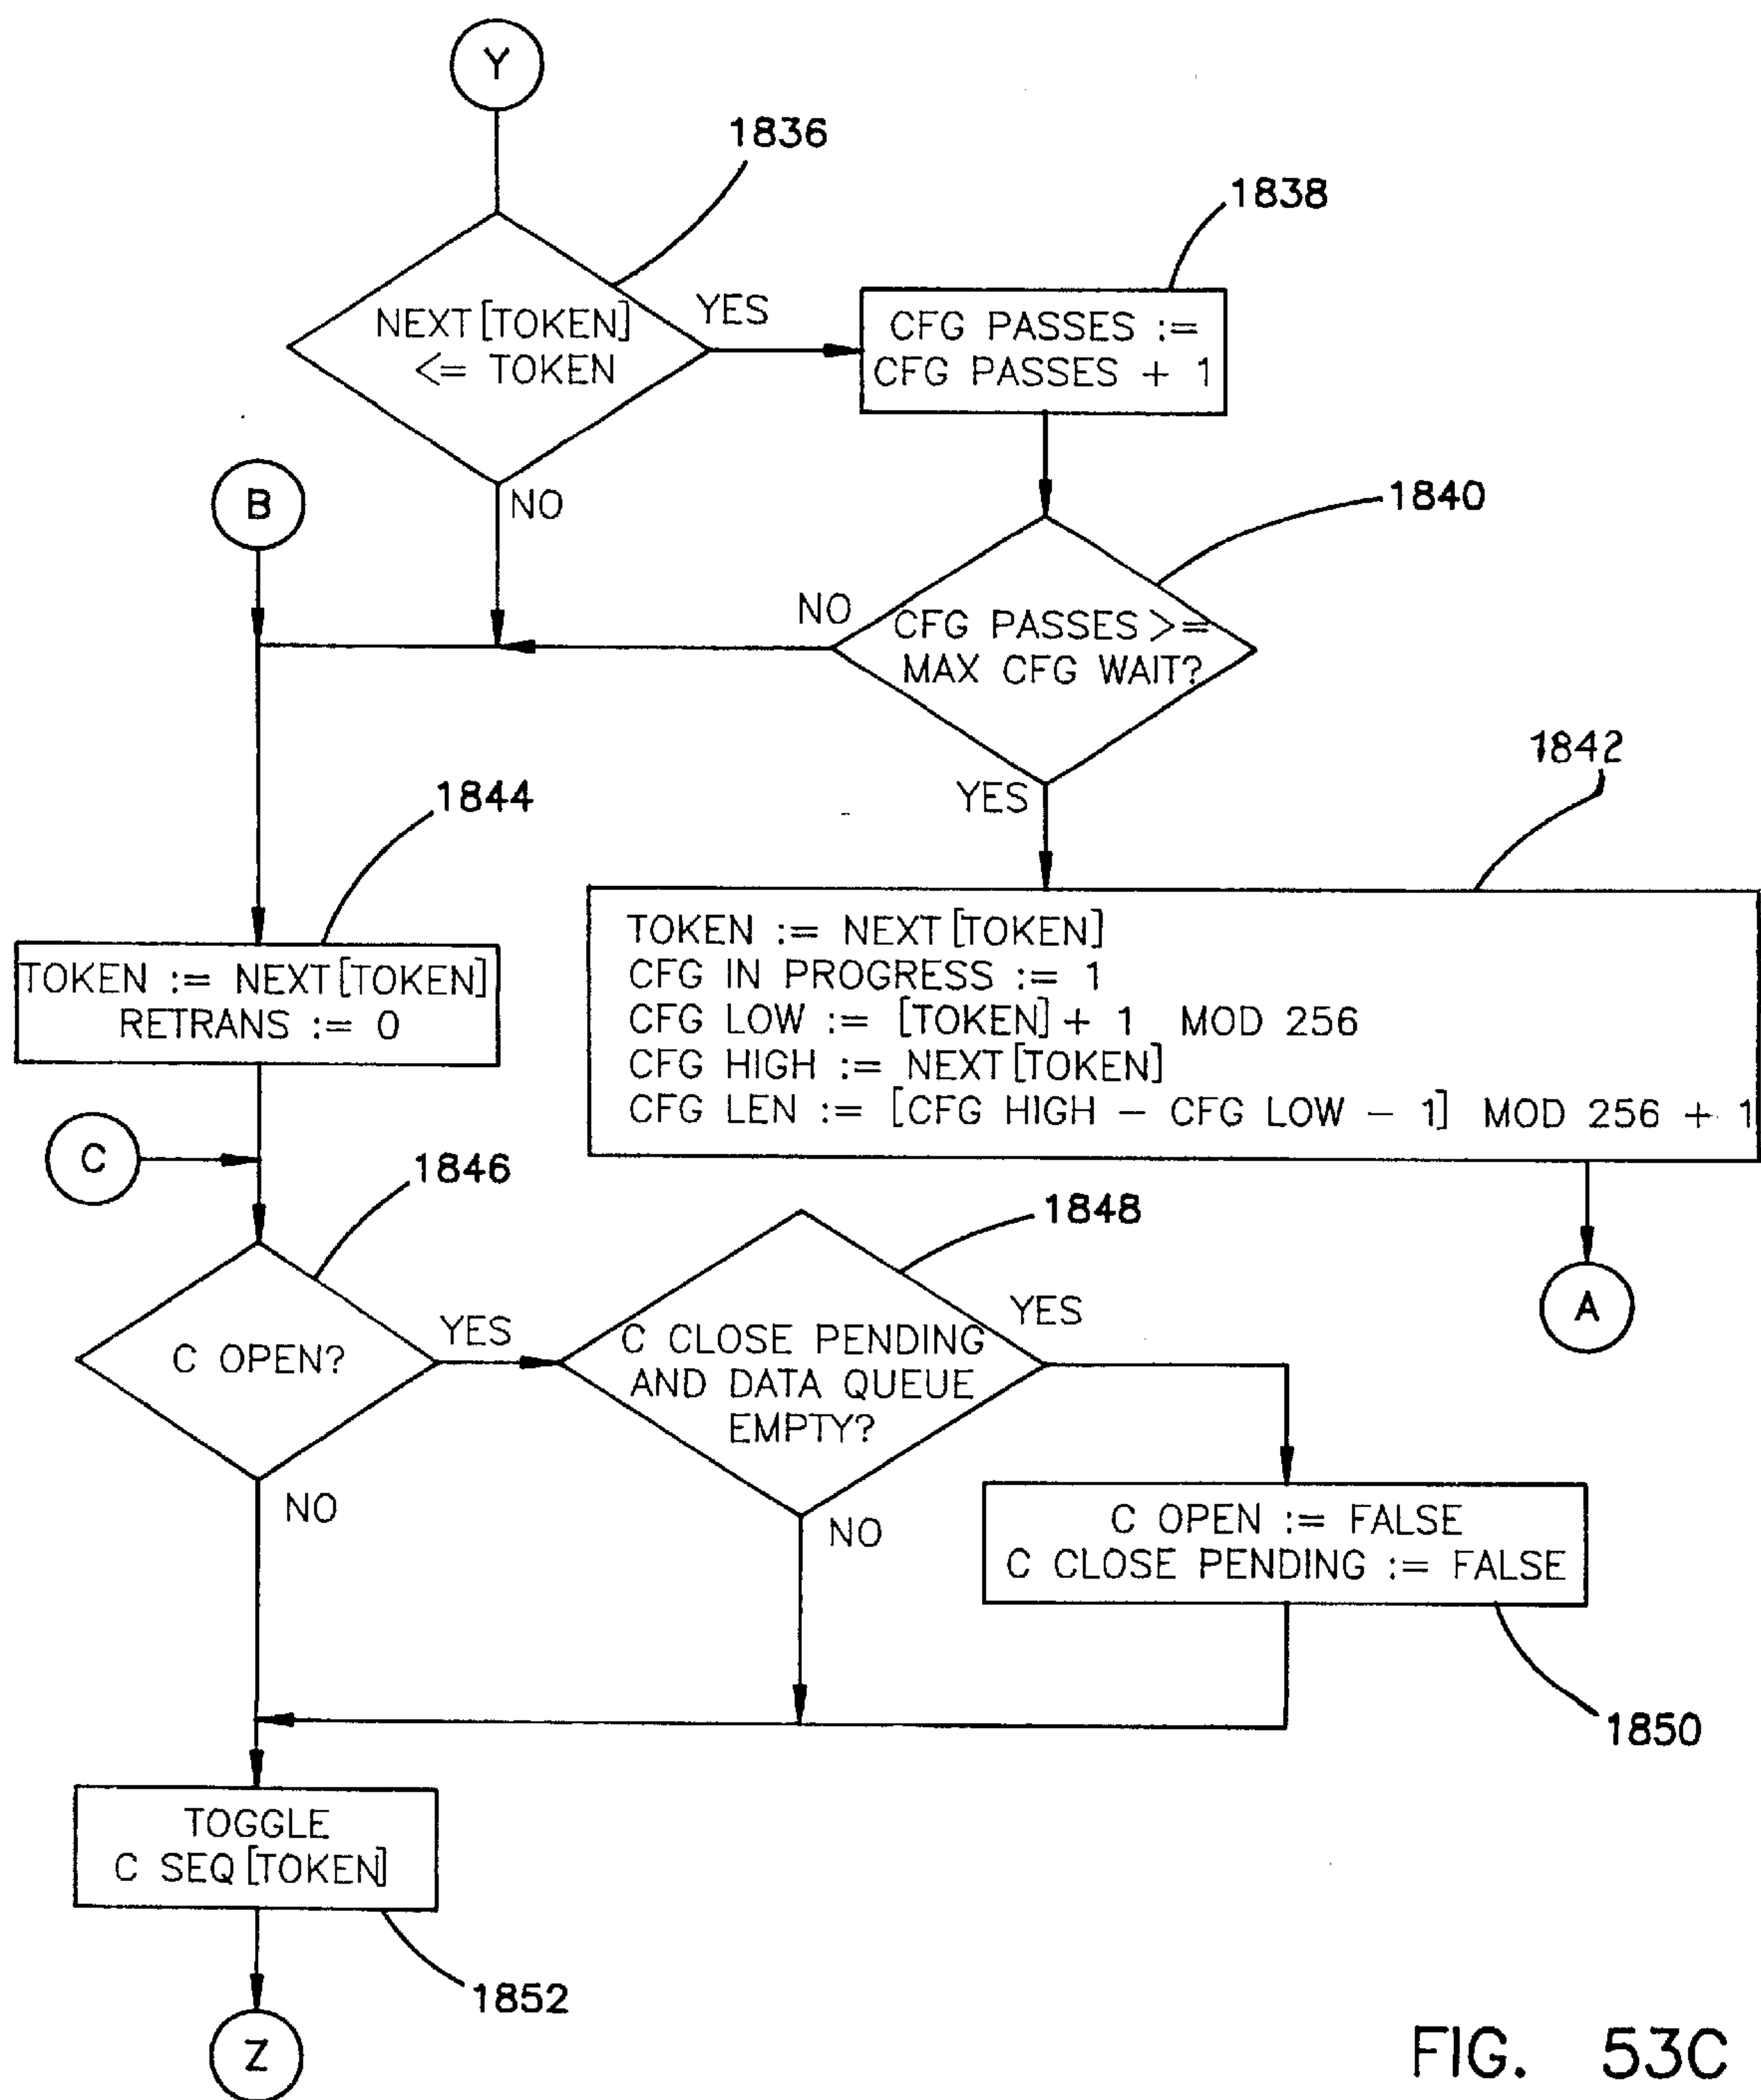 Y
1836
1838
NEXT[TOKEN]
<= TOKEN
YES
CFG PASSES :=
CFG PASSES + 1
B
NO
1840
NO
CFG PASSES >=
MAX CFG WAIT?
YES
1842
1844
TOKEN := NEXT[TOKEN]
RETRANS := 0
TOKEN := NEXT[TOKEN]
CFG IN PROGRESS := 1
CFG LOW := [TOKEN] + 1 MOD 256
CFG HIGH := NEXT[TOKEN]
CFG LEN := [CFG HIGH - CFG LOW - 1] MOD 256 + 1
C
1846
1848
A
C OPEN?
YES
C CLOSE PENDING
AND DATA QUEUE
EMPTY?
YES
NO
NO
C OPEN := FALSE
C CLOSE PENDING := FALSE
1850
TOGGLE
C SEQ[TOKEN]
1852
Z
FIG. 53C